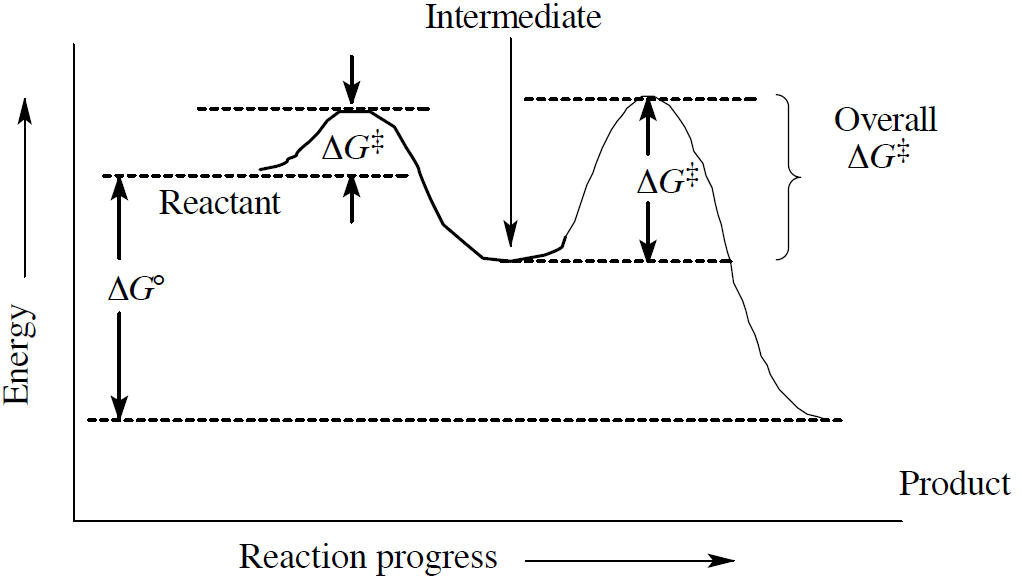 Intermediate
Overall
ΔG‡
ΔG‡
ΔG‡
Reactant
ΔG°
Energy
Product
Reaction progress